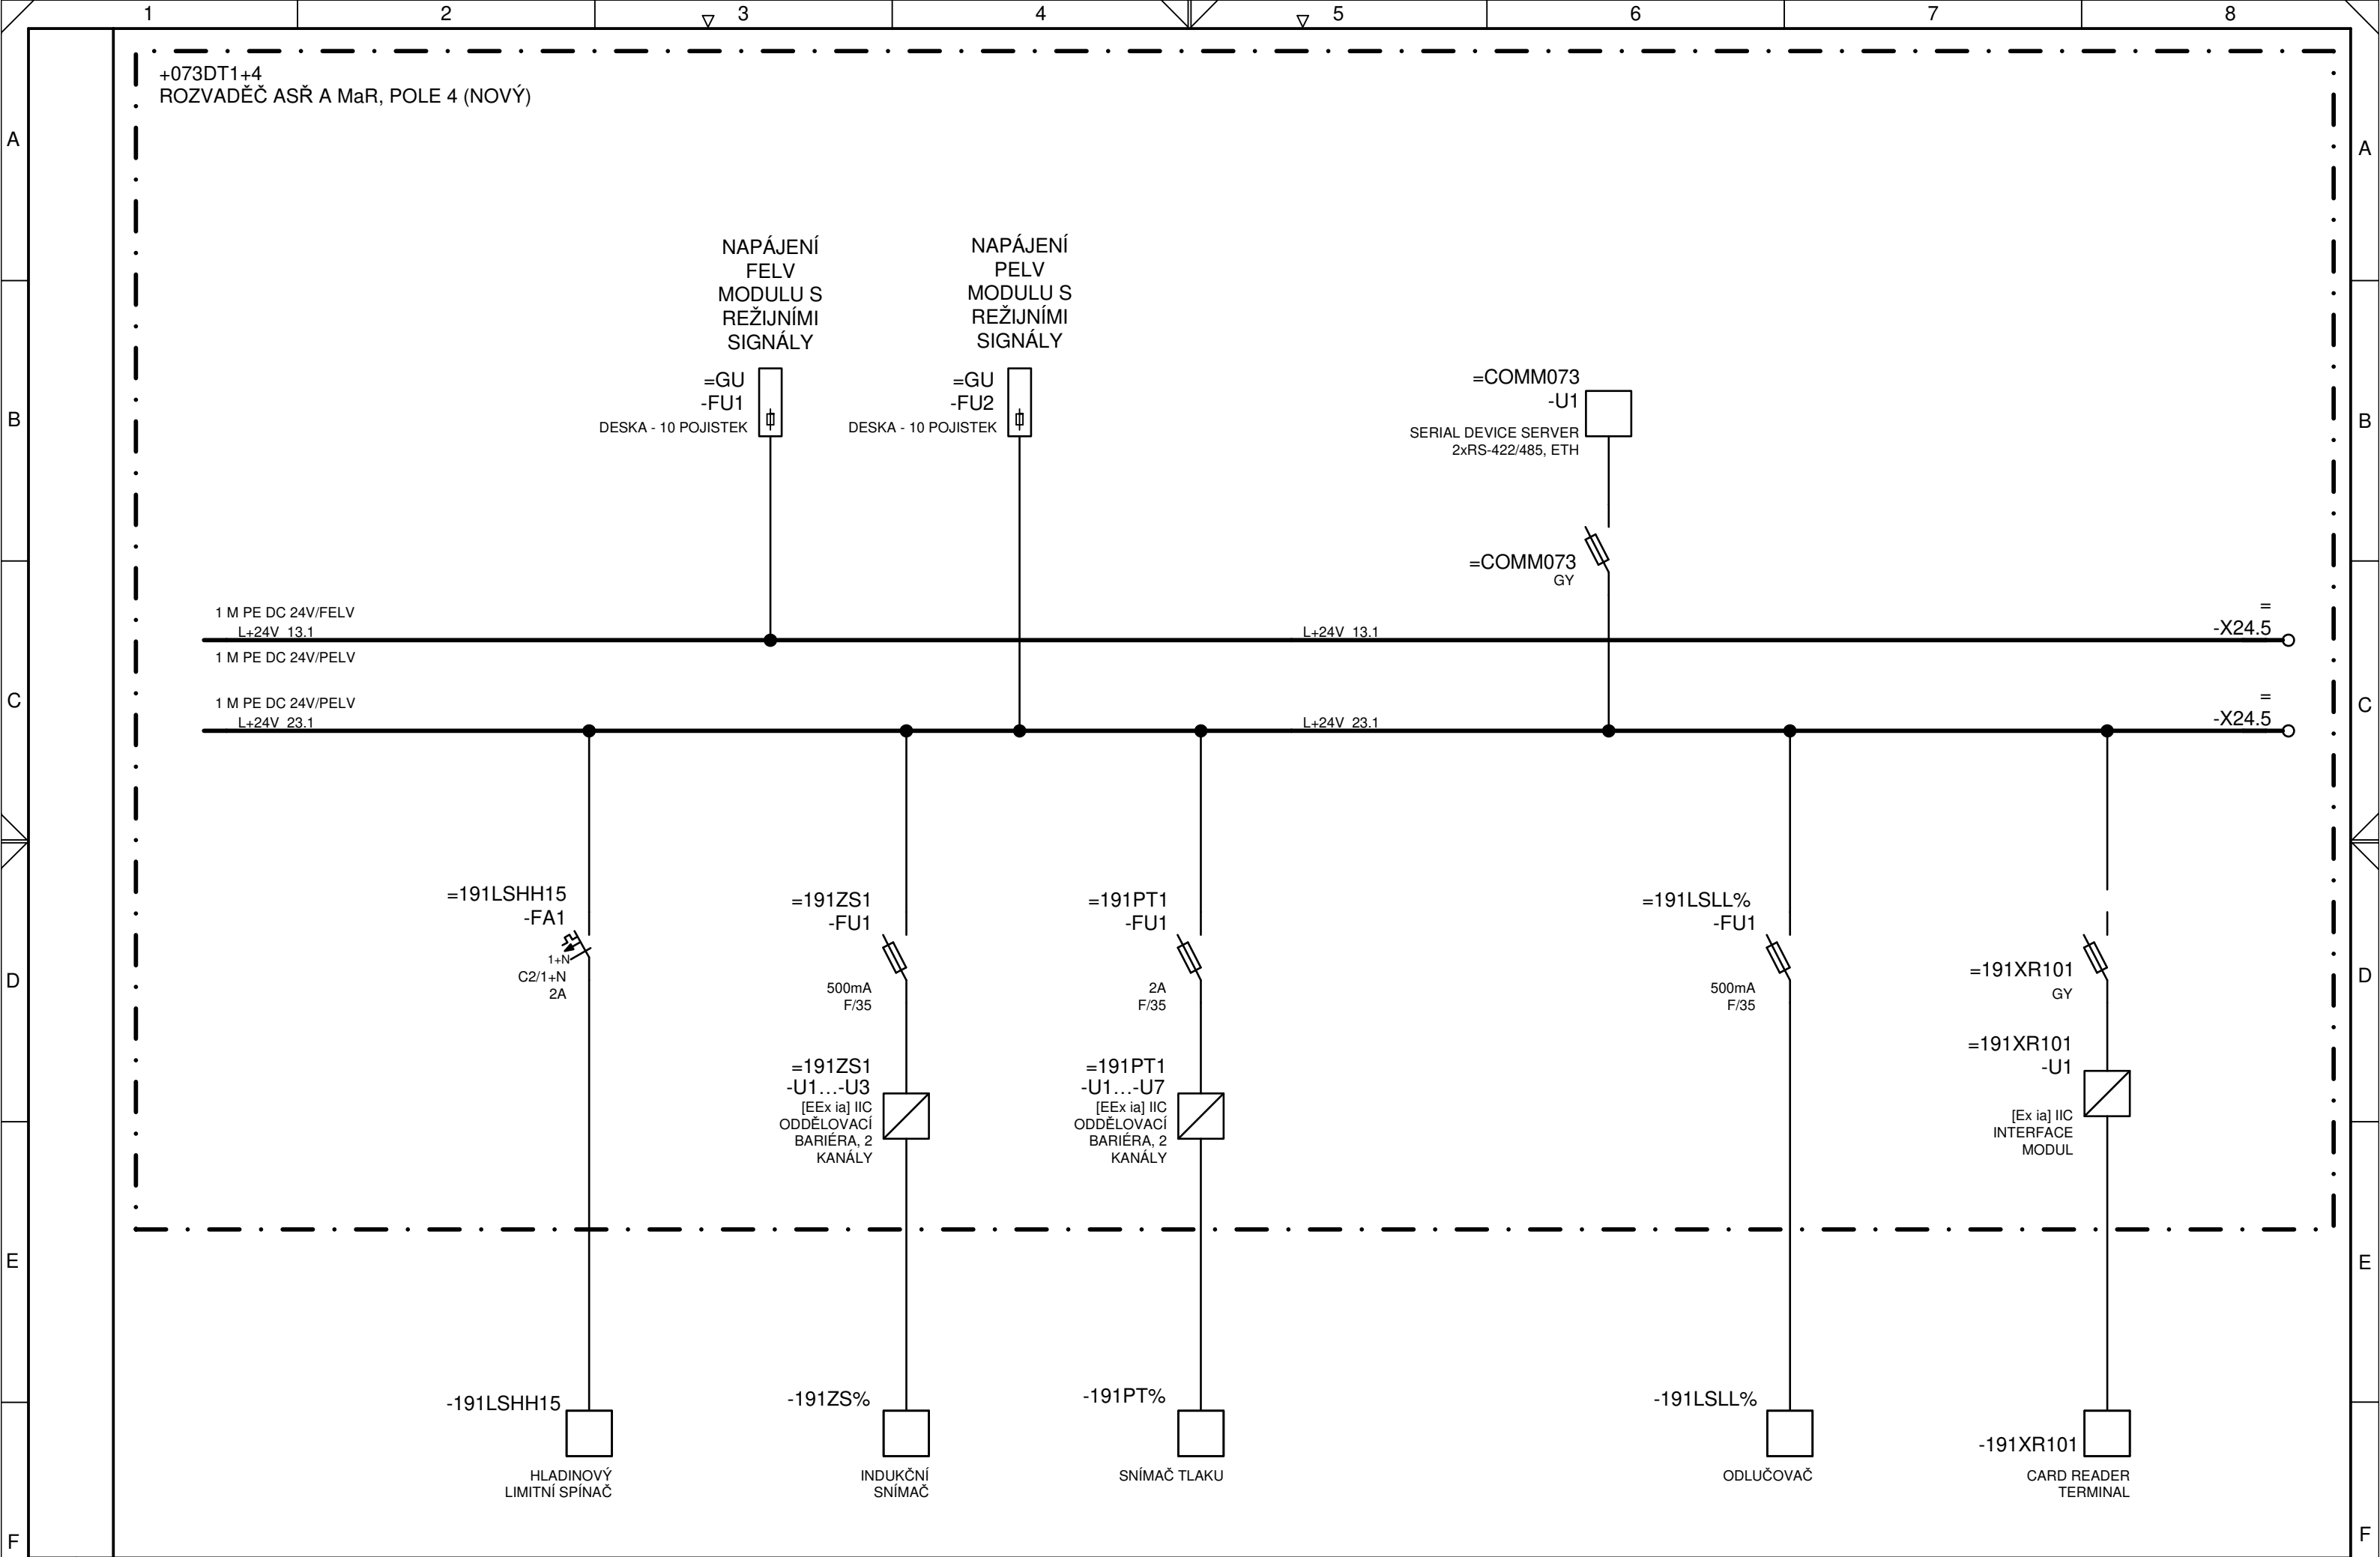 1 2 3 4 5 6 7 8
+073DT1+4
ROZVADĚČ ASŘ A MaR, POLE 4 (NOVÝ)
A
A
NAPÁJENÍ
FELV
MODULU S
REŽIJNÍMI
SIGNÁLY
NAPÁJENÍ
PELV
MODULU S
REŽIJNÍMI
SIGNÁLY
=GU
-FU1
DESKA - 10 POJISTEK
=GU
-FU2
DESKA - 10 POJISTEK
=COMM073
-U1
SERIAL DEVICE SERVER
2xRS-422/485, ETH
B
B
=COMM073
GY
1 M PE DC 24V/FELV
L+24V 13.1
L+24V 13.1
=
-X24.5
1 M PE DC 24V/PELV
1 M PE DC 24V/PELV
L+24V 23.1
L+24V 23.1
=
-X24.5
C
C
=191LSHH15
-FA1
1+N
C2/1+N
2A
=191ZS1
-FU1
500mA
F/35
=191PT1
-FU1
2A
F/35
=191LSLL%
-FU1
500mA
F/35
=191XR101
GY
D
D
=191ZS1
-U1...-U3
[EEx ia] IIC
ODDĚLOVACÍ
BARIÉRA, 2
KANÁLY
=191PT1
-U1...-U7
[EEx ia] IIC
ODDĚLOVACÍ
BARIÉRA, 2
KANÁLY
=191XR101
-U1
[Ex ia] IIC
INTERFACE
MODUL
E
E
-191LSHH15
HLADINOVÝ
LIMITNÍ SPÍNAČ
-191ZS%
INDUKČNÍ
SNÍMAČ
-191PT%
SNÍMAČ TLAKU
-191LSLL%
ODLUČOVAČ
-191XR101
CARD READER
TERMINAL
F
F